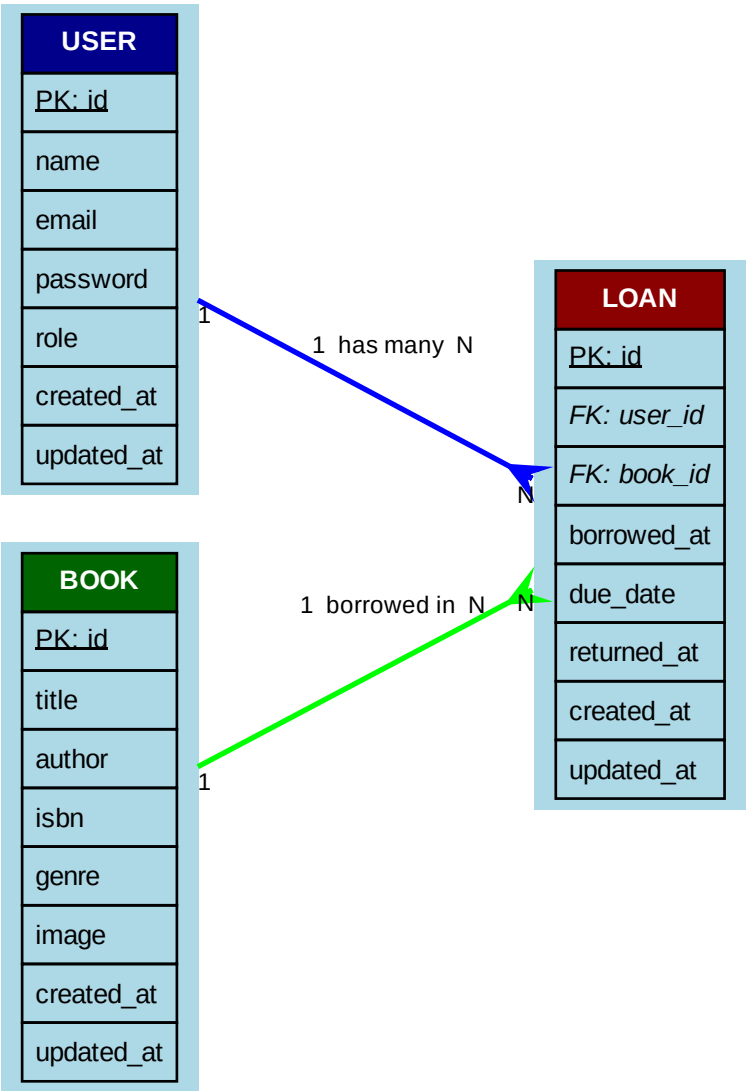 USER
PK: id
name
email
password
role
created_at
updated_at
1
1 has many N
N
LOAN
PK: id
FK: user_id
FK: book_id
borrowed_at
due_date
returned_at
created_at
updated_at
BOOK
PK: id
title
author
isbn
genre
image
created_at
updated_at
1
1 borrowed in N
N